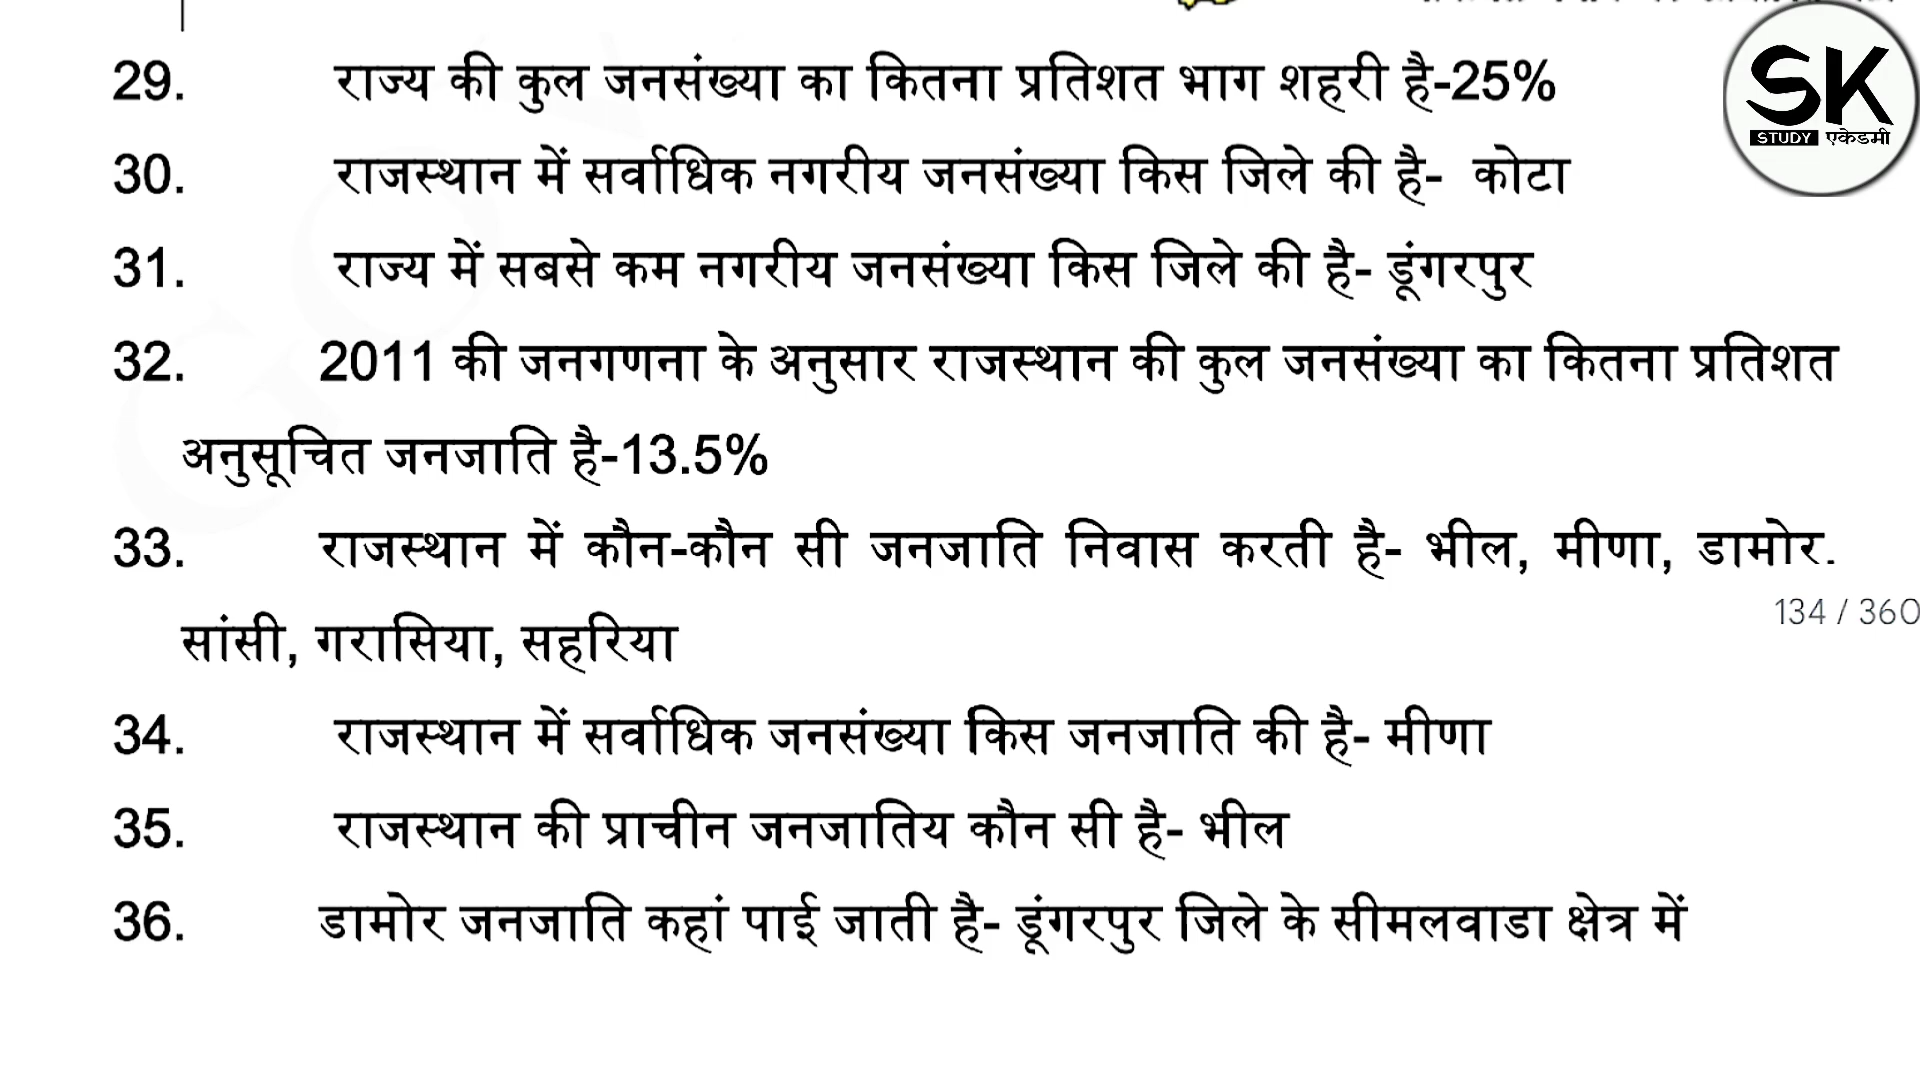 SK
STUDY एकेडमी
29. राज्य की कुल जनसंख्या का कितना प्रतिशत भाग शहरी है-25%
30. राजस्थान में सर्वाधिक नगरीय जनसंख्या किस जिले की है- कोटा
31. राज्य में सबसे कम नगरीय जनसंख्या किस जिले की है- डूंगरपुर
32. 2011 की जनगणना के अनुसार राजस्थान की कुल जनसंख्या का कितना प्रतिशत
अनुसूचित जनजाति है-13.5%
33. राजस्थान में कौन-कौन सी जनजाति निवास करती है- भील, मीणा, डामोर.
134 / 360
सांसी, गरासिया, सहरिया
34. राजस्थान में सर्वाधिक जनसंख्या किस जनजाति की है- मीणा
35. राजस्थान की प्राचीन जनजातिय कौन सी है- भील
36. डामोर जनजाति कहां पाई जाती है- डूंगरपुर जिले के सीमलवाडा क्षेत्र में